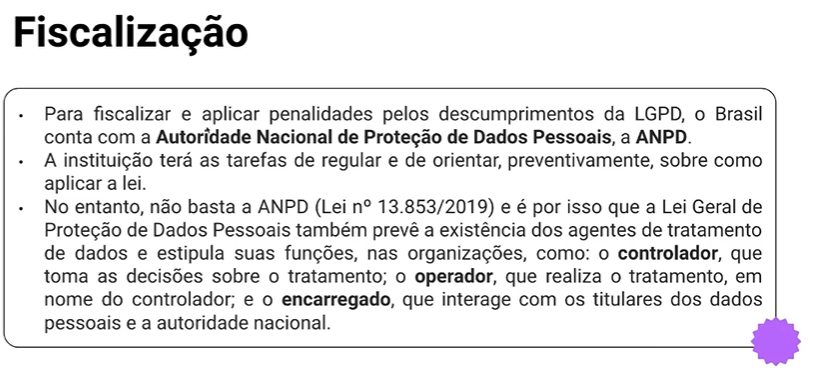 Fiscalização
• Para fiscalizar e aplicar penalidades pelos descumprimentos da LGPD, o Brasil
conta com a Autoridade Nacional de Proteção de Dados Pessoais, a ANPD.
• A instituição terá as tarefas de regular e de orientar, preventivamente, sobre como
aplicar a lei.
• No entanto, não basta a ANPD (Lei nº 13.853/2019) e é por isso que a Lei Geral de
Proteção de Dados Pessoais também prevê a existência dos agentes de tratamento
de dados e estipula suas funções, nas organizações, como: o controlador, que
toma as decisões sobre o tratamento; o operador, que realiza o tratamento, em
nome do controlador; e o encarregado, que interage com os titulares dos dados
pessoais e a autoridade nacional.